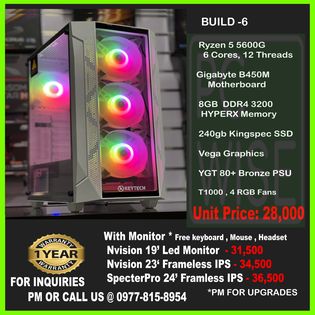 BUILD -6
Ryzen 5 5600G
6 Cores, 12 Threads
Gigabyte B450M
Motherboard
8GB DDR4 3200
HYPERX Memory
240gb Kingspec SSD
Vega Graphics
YGT 80+ Bronze PSU
T1000 , 4 RGB Fans
Unit Price: 28,000
KEYTECH
WARRANTY
1 YEAR
WARRANTY
With Monitor * Free keyboard , Mouse , Headset
Nvision 19' Led Monitor - 31,500
Nvision 23' Frameless IPS - 34,500
SpecterPro 24' Framless IPS - 36,500
FOR INQUIRIES
PM OR CALL US @ 0977-815-8954
*PM FOR UPGRADES